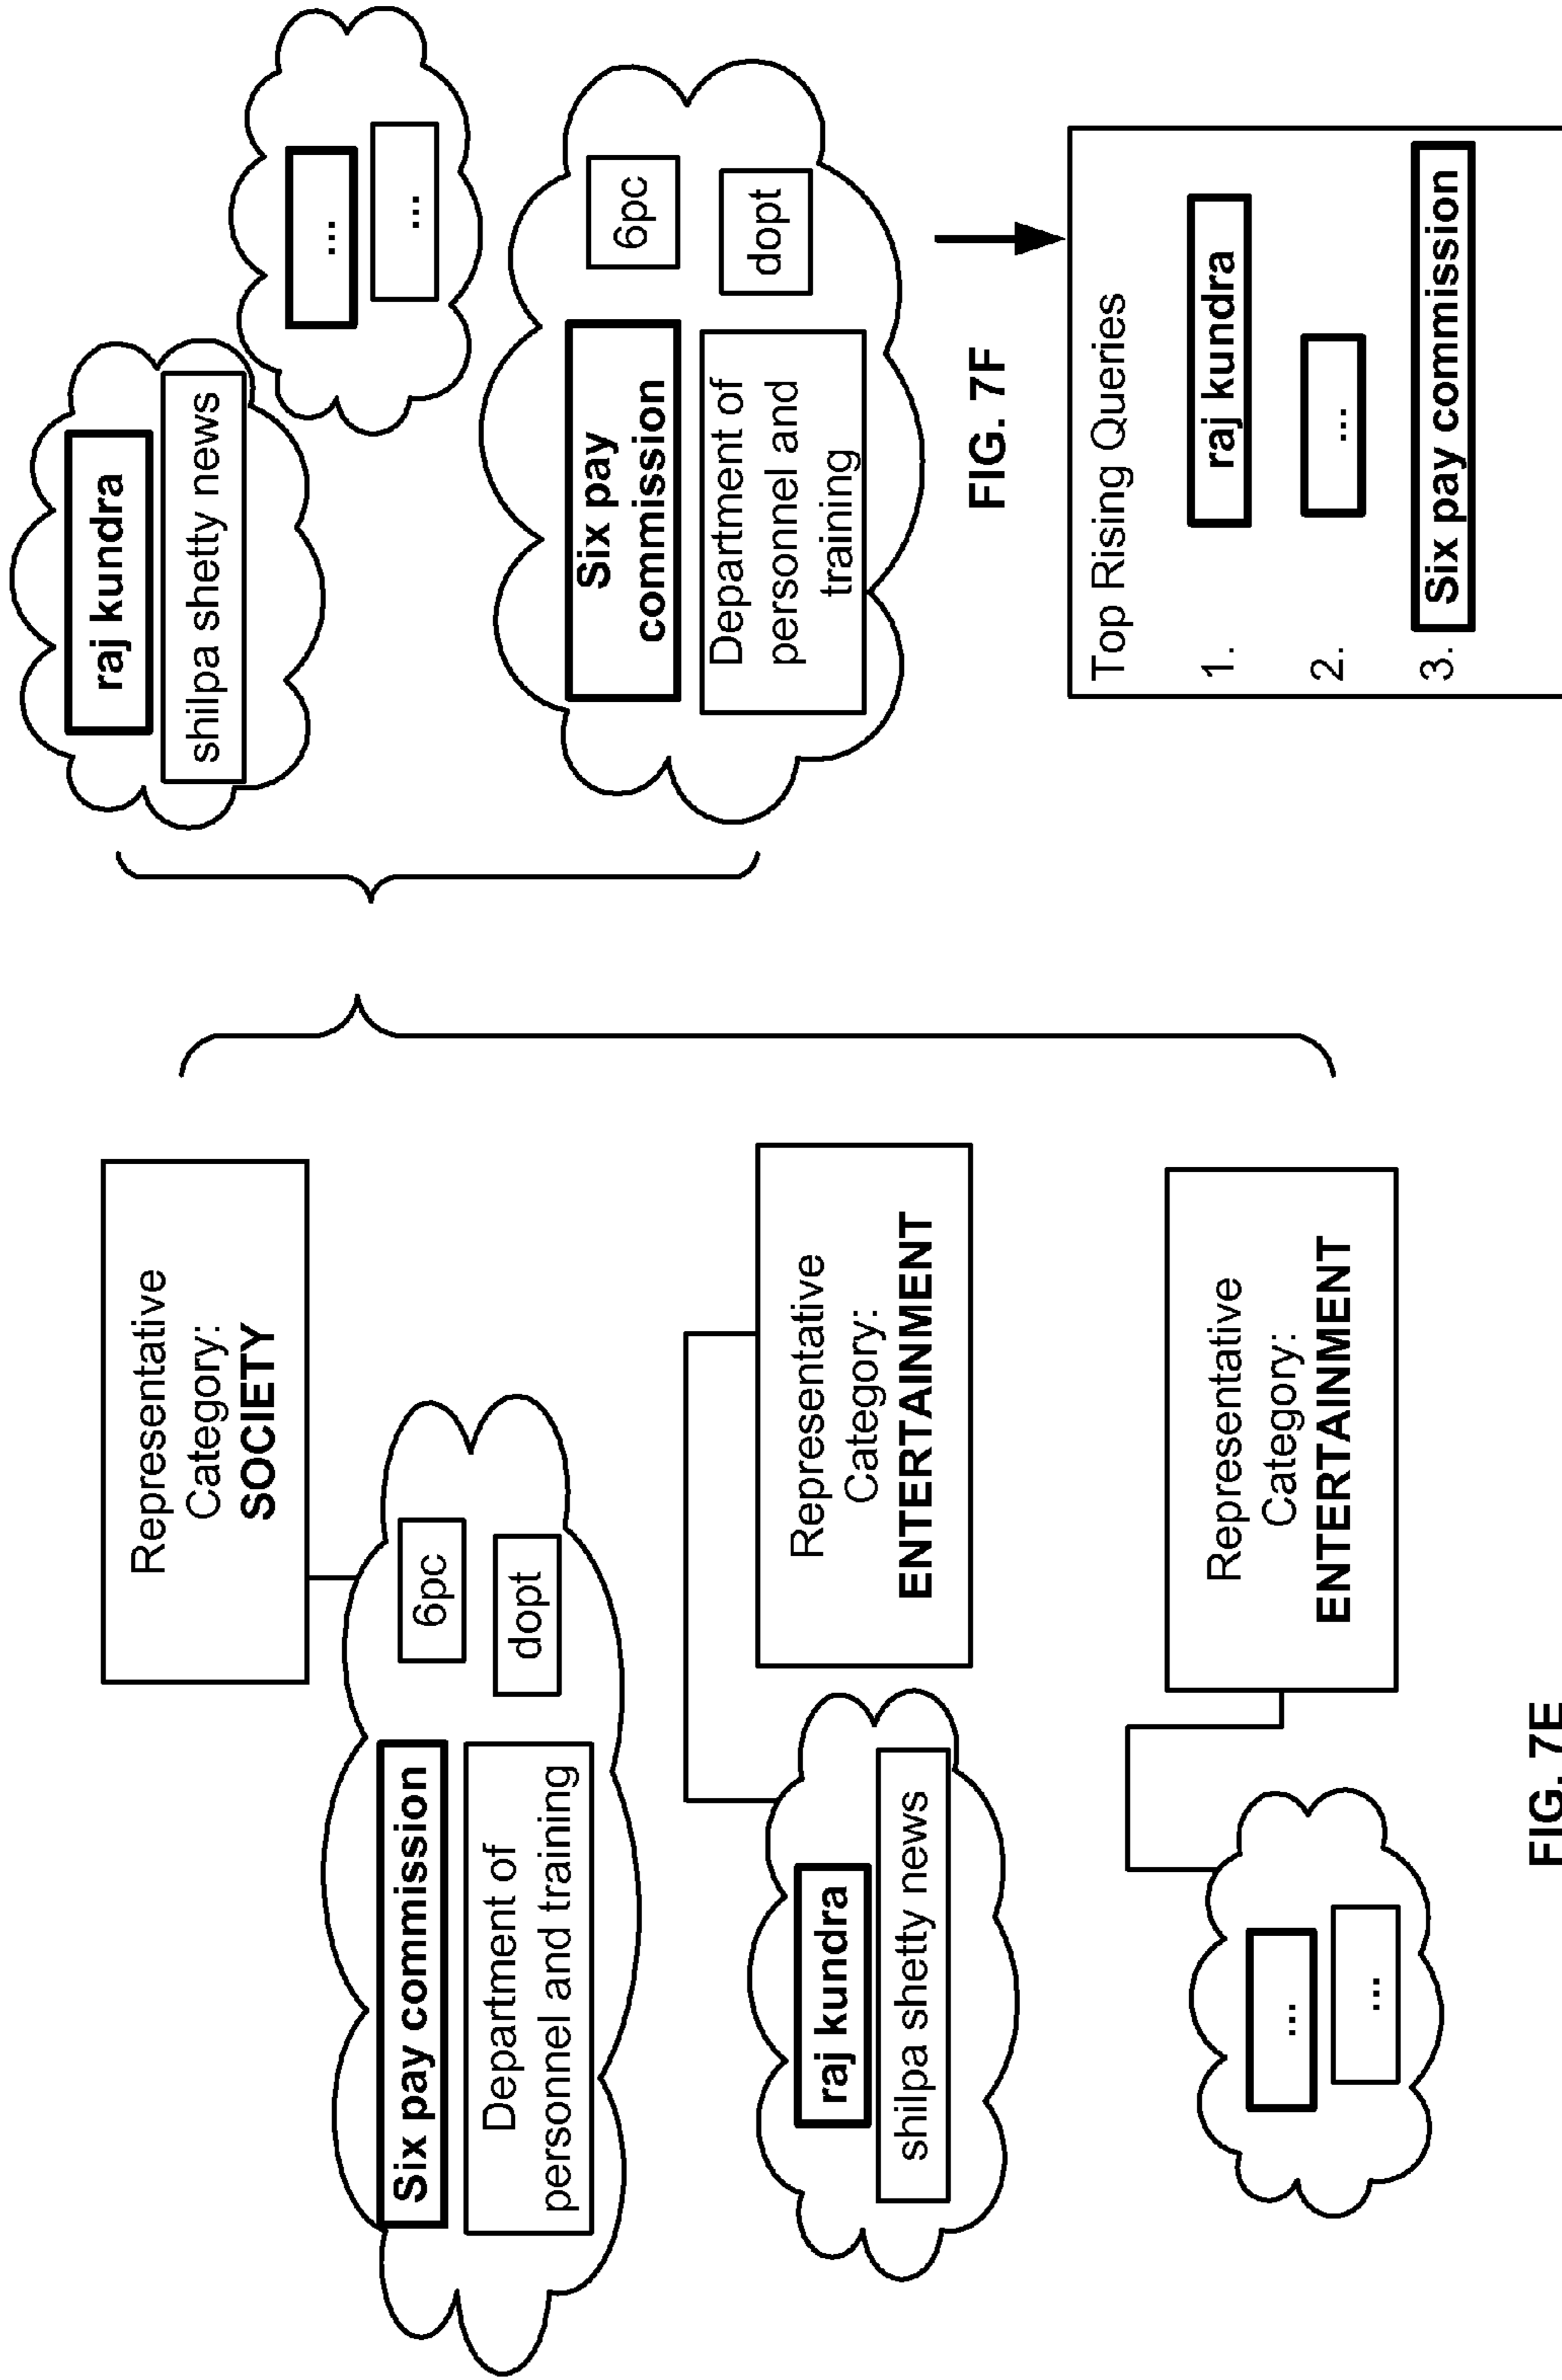 Representative
Category:
SOCIETY
Six pay commission
6pc
Department of
personnel and training
dopt
Representative
Category:
ENTERTAINMENT
raj kundra
shilpa shetty news
Representative
Category:
ENTERTAINMENT
...
...
FIG. 7E
raj kundra
shilpa shetty news
...
...
Six pay
commission
6pc
Department of
personnel and
training
dopt
FIG. 7F
Top Rising Queries
1. raj kundra
2. ...
3. Six pay commission